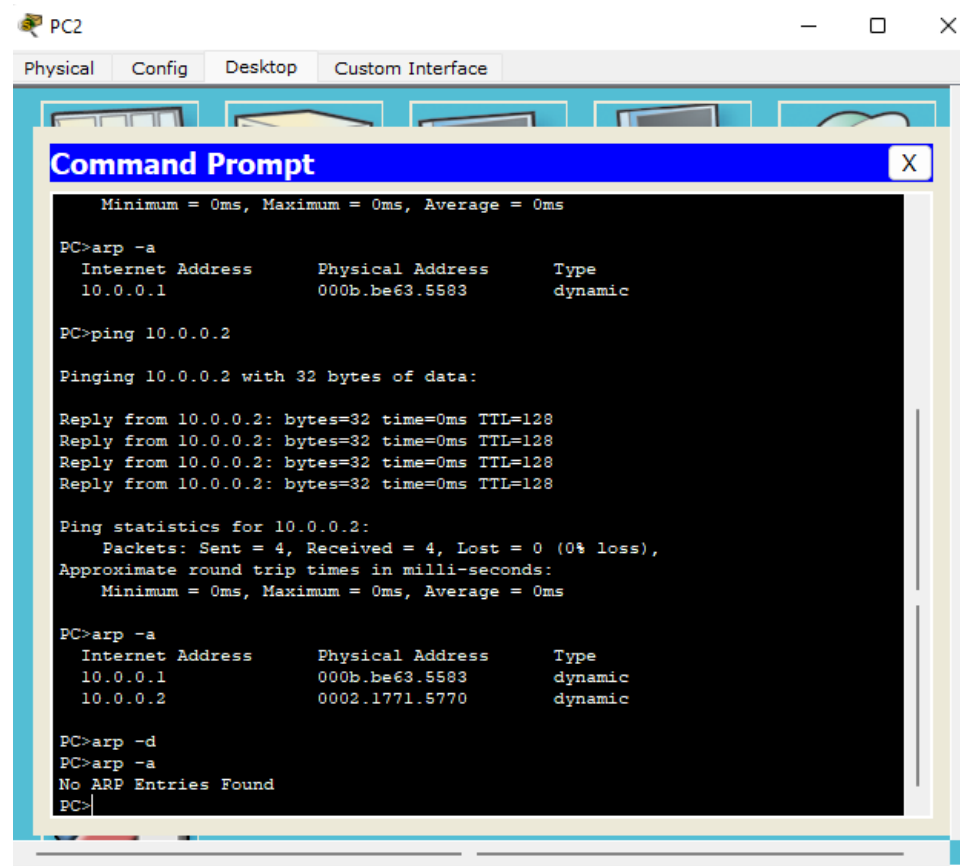 PC2
Physical Config Desktop Custom Interface
Command Prompt X
Minimum = 0ms, Maximum = 0ms, Average = 0ms
PC>arp -a
Internet Address Physical Address Type
10.0.0.1 000b.be63.5583 dynamic
PC>ping 10.0.0.2
Pinging 10.0.0.2 with 32 bytes of data:
Reply from 10.0.0.2: bytes=32 time=0ms TTL=128
Reply from 10.0.0.2: bytes=32 time=0ms TTL=128
Reply from 10.0.0.2: bytes=32 time=0ms TTL=128
Reply from 10.0.0.2: bytes=32 time=0ms TTL=128
Ping statistics for 10.0.0.2:
Packets: Sent = 4, Received = 4, Lost = 0 (0% loss),
Approximate round trip times in milli-seconds:
Minimum = 0ms, Maximum = 0ms, Average = 0ms
PC>arp -a
Internet Address Physical Address Type
10.0.0.1 000b.be63.5583 dynamic
10.0.0.2 0002.1771.5770 dynamic
PC>arp -d
PC>arp -a
No ARP Entries Found
PC>